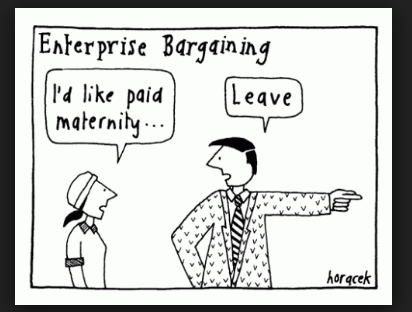 Enterprise Bargaining
I'd like paid
maternity...
Leave
horacek